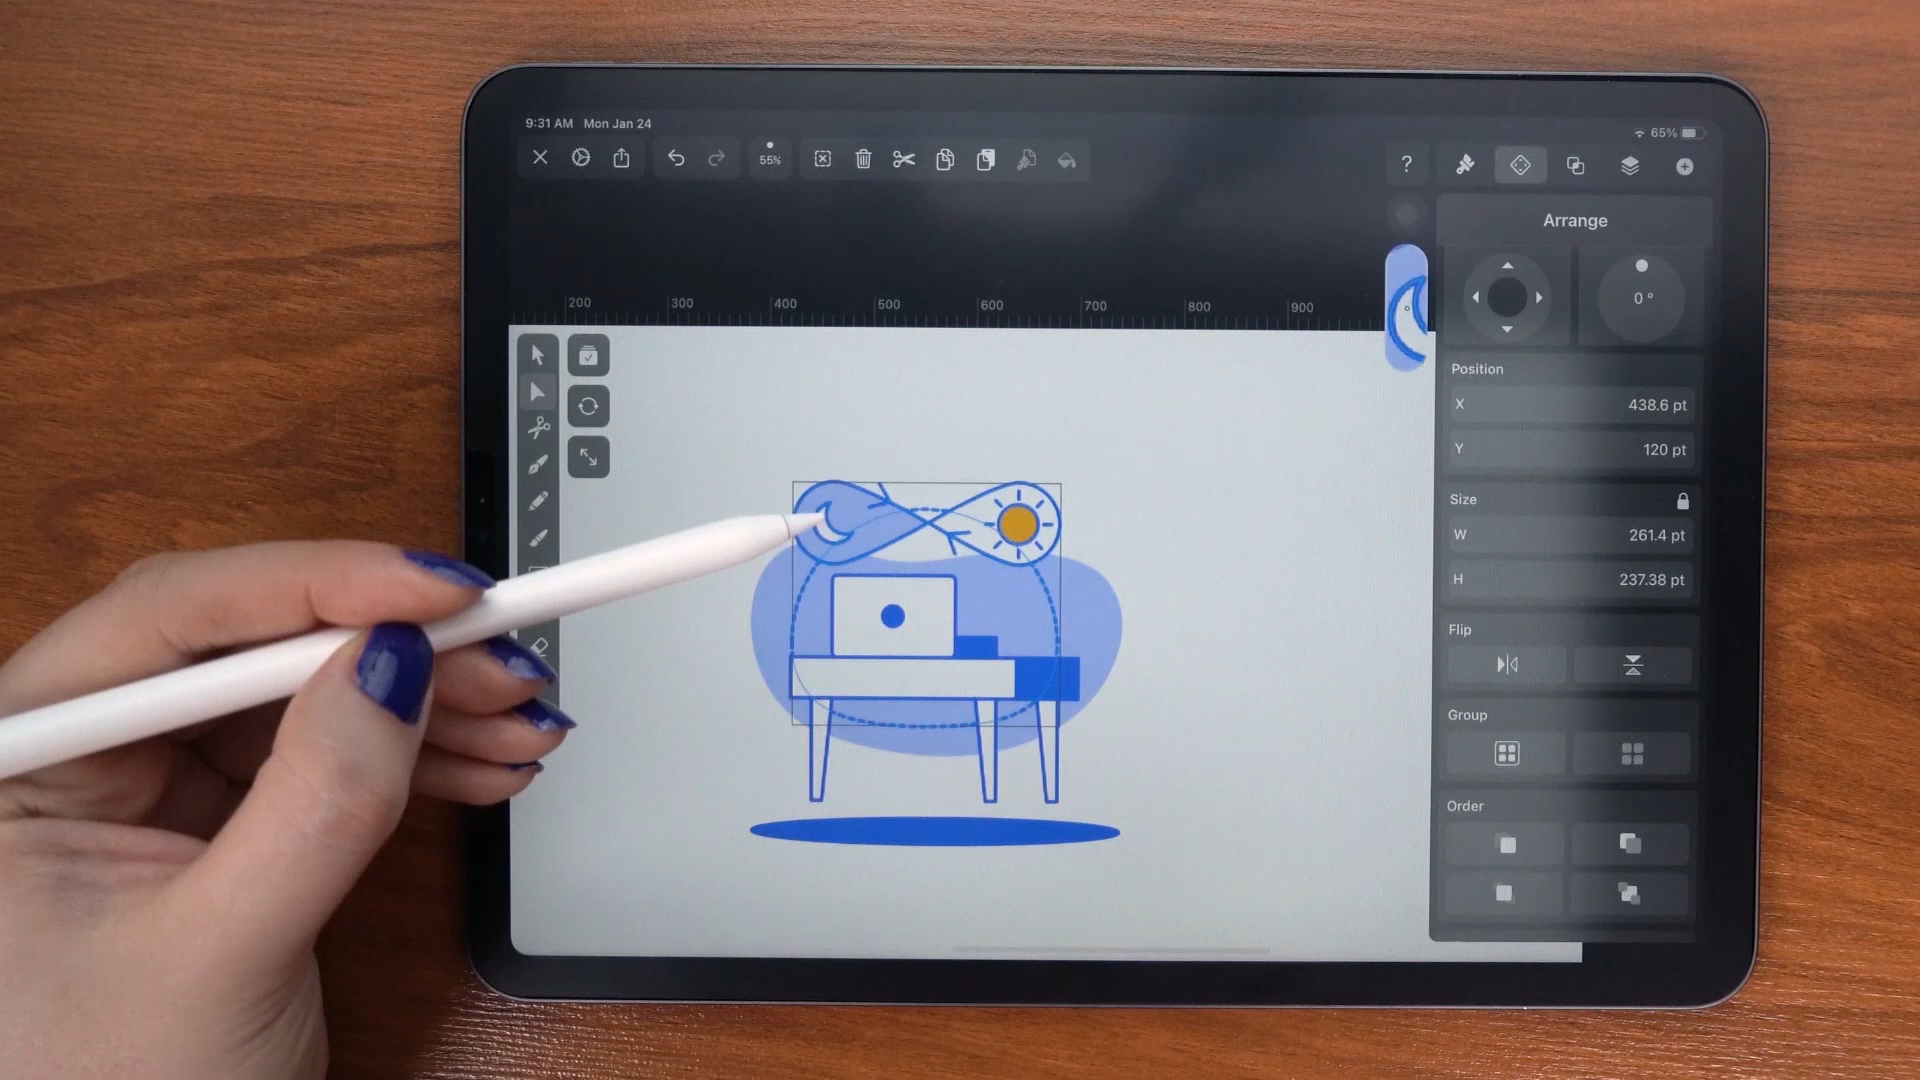 9:31 AM Mon Jan 24
65%
55%
?
Arrange
200 300 400 500 600 700 800 900
0 °
Position
X 438.6 pt
Y 120 pt
Size
W 261.4 pt
H 237.38 pt
Flip
Group
Order